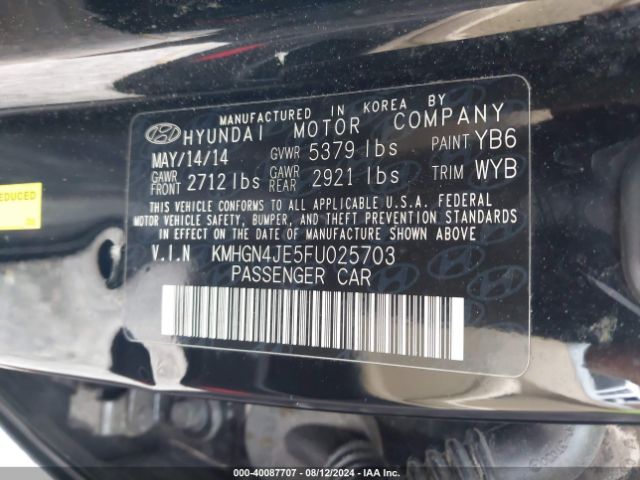 MANUFACTURED IN KOREA BY
HYUNDAI MOTOR COMPANY
MAY/14/14 GVWR 5379 lbs PAINT YB6
GAWR FRONT 2712 lbs GAWR REAR 2921 lbs TRIM WYB
THIS VEHICLE CONFORMS TO ALL APPLICABLE U.S.A. FEDERAL
MOTOR VEHICLE SAFETY, BUMPER, AND THEFT PREVENTION
STANDARDS IN EFFECT ON THE DATE OF MANUFACTURE
SHOWN ABOVE.
V.I.N KMHGN4JE5FU025703
PASSENGER CAR
000-40087707 - 08/12/2024 - IAA Inc.